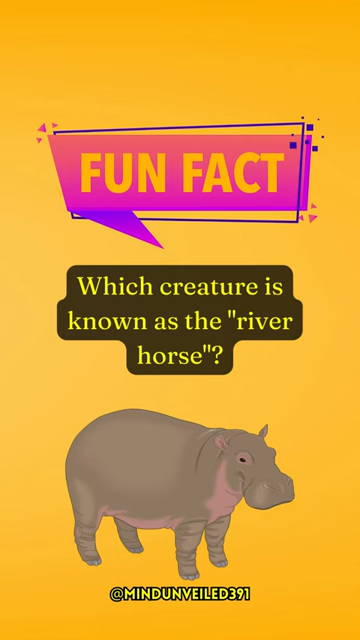 FUN FACT
Which creature is
known as the "river
horse"?
@MINDUNVEILED391